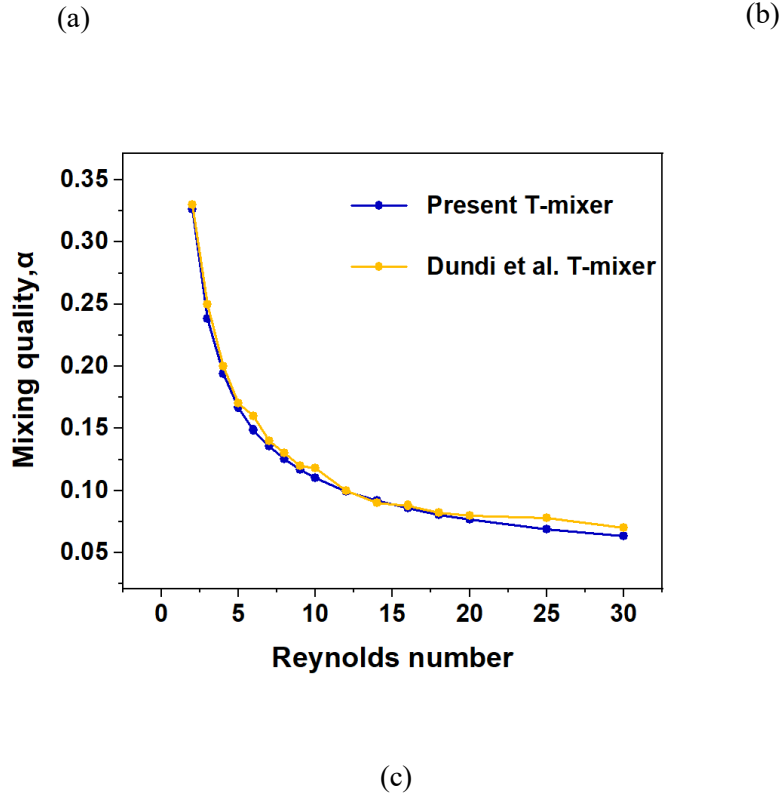 (a)
(b)
Present T-mixer
Dundi et al. T-mixer
Mixing quality,α
0.35
0.30
0.25
0.20
0.15
0.10
0.05
0 5 10 15 20 25 30
Reynolds number
(c)